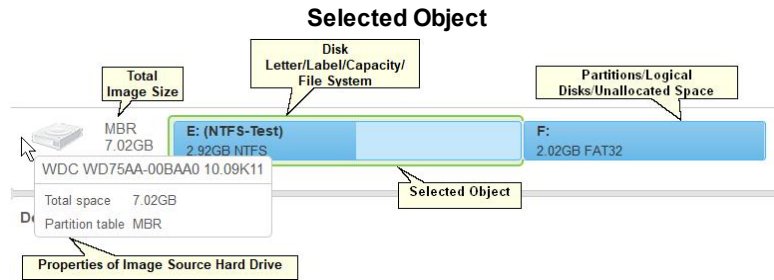 Selected Object
Disk
Letter/Label/Capacity/
File System
Total
Image Size
Partitions/Logical
Disks/Unallocated Space
MBR
7.02GB
E: (NTFS-Test)
2.92GB NTFS
F:
2.02GB FAT32
WDC WD75AA-00BAA0 10.09K11
Total space 7.02GB
Partition table MBR
Selected Object
Properties of Image Source Hard Drive